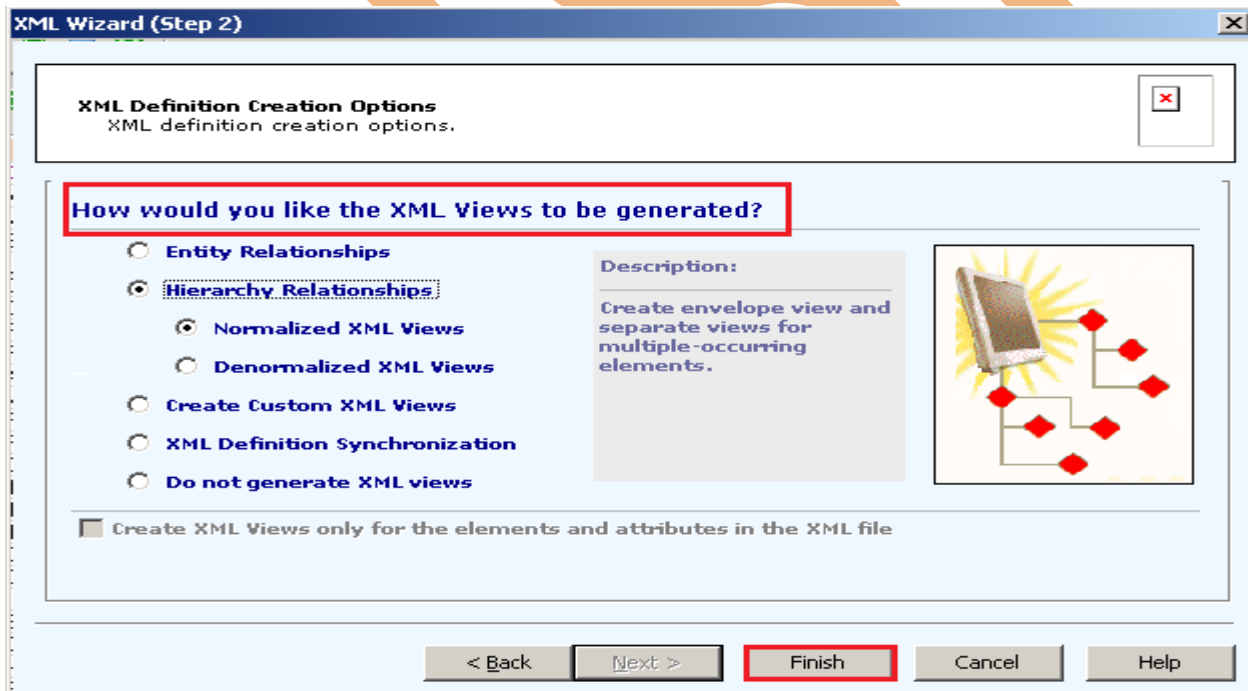 XML Wizard (Step 2)
XML Definition Creation Options
XML definition creation options.
How would you like the XML Views to be generated?
Entity Relationships
Hierarchy Relationships
Normalized XML Views
Denormalized XML Views
Create Custom XML Views
XML Definition Synchronization
Do not generate XML views
Description:
Create envelope view and
separate views for
multiple-occurring
elements.
Create XML Views only for the elements and attributes in the XML file
< Back
Next >
Finish
Cancel
Help